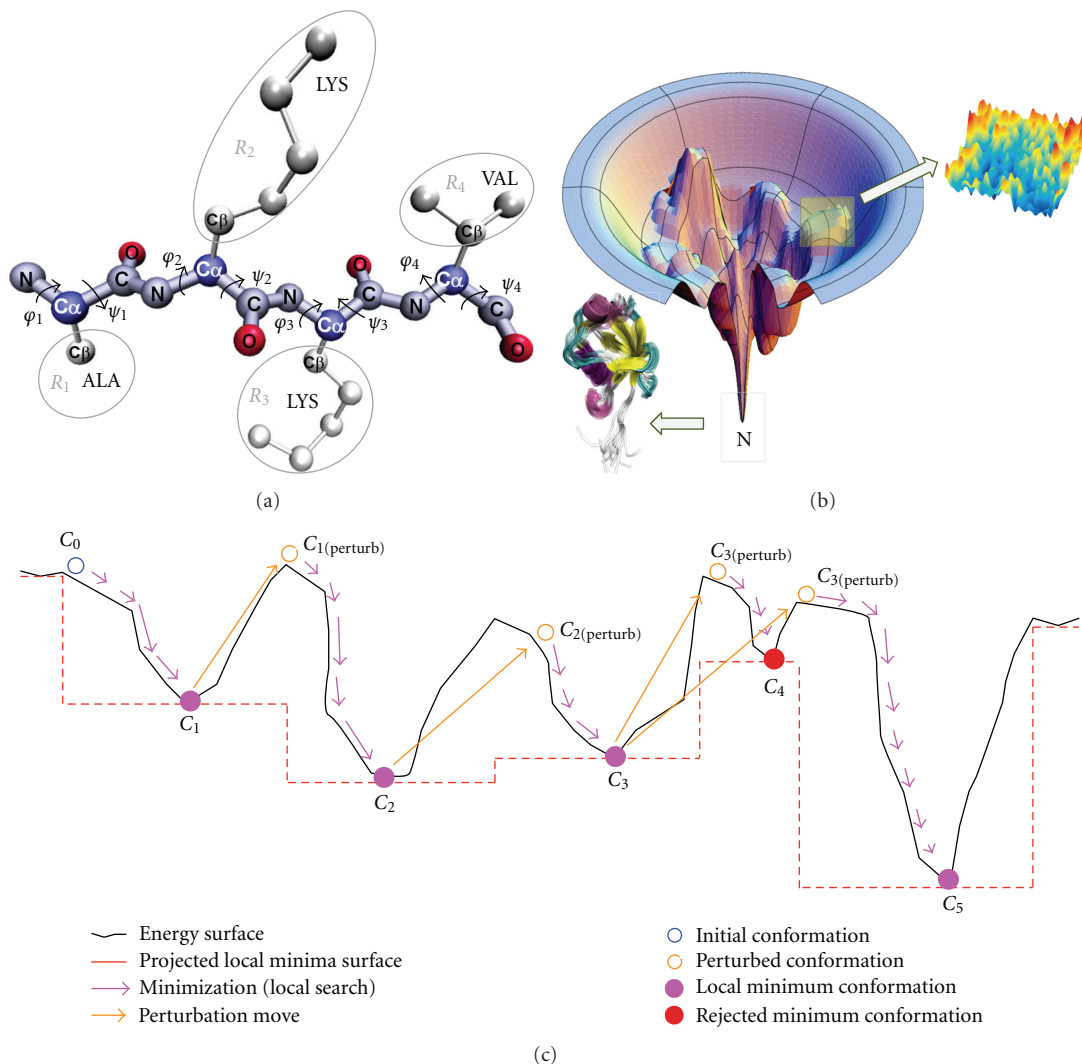 LYS
R2
R4 VAL
Cβ
Cβ
O
O
φ2
φ4
N
C
Cα
ψ2
N
C
Cα
ψ4
φ1
Cα
ψ1
N
C
φ3
Cα
ψ3
N
C
O
O
Cβ
Cβ
R1 ALA
R3 LYS
N
(a)
(b)
C0
C1(perturb)
C3(perturb)
C3(perturb)
C2(perturb)
C4
C1
C3
C2
C5
Energy surface
Projected local minima surface
Minimization (local search)
Perturbation move
Initial conformation
Perturbed conformation
Local minimum conformation
Rejected minimum conformation
(c)